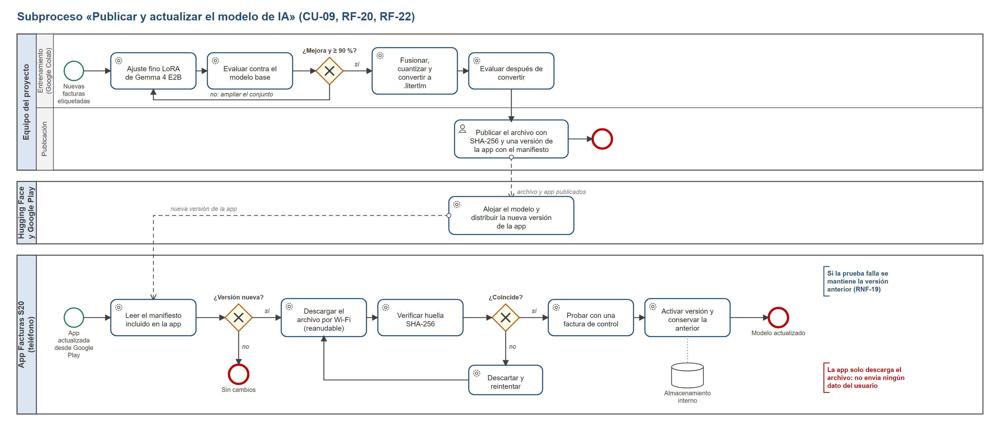 Subproceso «Publicar y actualizar el modelo de IA» (CU-09, RF-20, RF-22)
Equipo del proyecto
Entrenamiento
(Google Colab)
Nuevas
facturas
etiquetadas
Ajuste fino LoRA
de Gemma 4 E2B
Evaluar contra el
modelo base
¿Mejora y ≥ 90 %?
sí
no: ampliar el conjunto
Fusionar,
cuantizar y
convertir a
.litertlm
Evaluar después de
convertir
Publicación
Publicar el archivo con
SHA-256 y una versión de
la app con el manifiesto
Hugging Face
y Google Play
archivo y app publicados
nueva versión de la app
Alojar el modelo y
distribuir la nueva versión
de la app
App Facturas S20
(teléfono)
App
actualizada
desde Google
Play
Leer el manifiesto
incluido en la app
¿Versión nueva?
sí
no
Sin cambios
Descargar el
archivo por Wi-Fi
(reanudable)
Verificar huella
SHA-256
¿Coincide?
sí
no
Descartar y
reintentar
Probar con una
factura de control
Activar versión y
conservar la
anterior
Almacenamiento
interno
Modelo actualizado
Si la prueba falla se
mantiene la versión
anterior (RNF-19)
La app solo descarga el
archivo: no envía ningún
dato del usuario